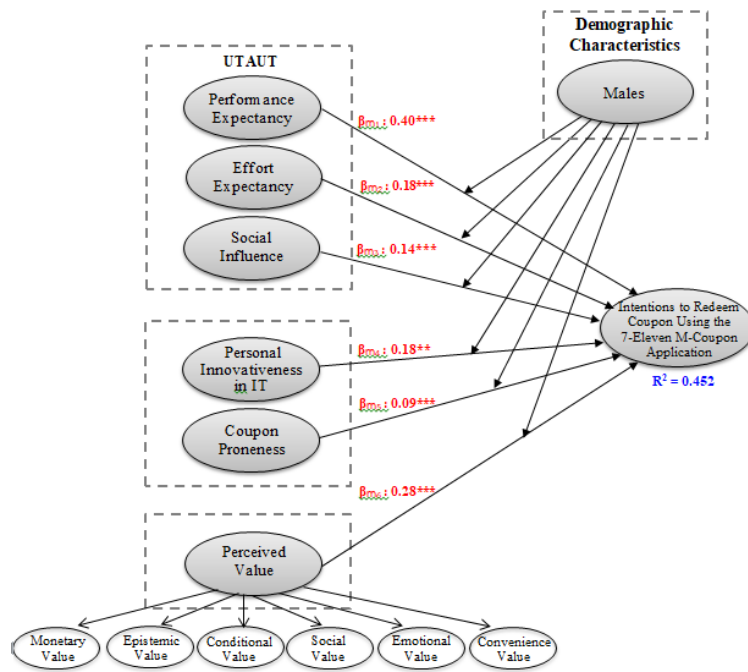 Demographic
Characteristics
Males
UTAUT
Performance
Expectancy
βm1: 0.40***
Effort
Expectancy
βm2: 0.18***
Social
Influence
βm3: 0.14***
Intentions to Redeem
Coupon Using the
7-Eleven M-Coupon
Application
R² = 0.452
Personal
Innovativeness
in IT
βm4: 0.18**
Coupon
Proneness
βm5: 0.09***
βm6: 0.28***
Perceived
Value
Monetary
Value
Epistemic
Value
Conditional
Value
Social
Value
Emotional
Value
Convenience
Value